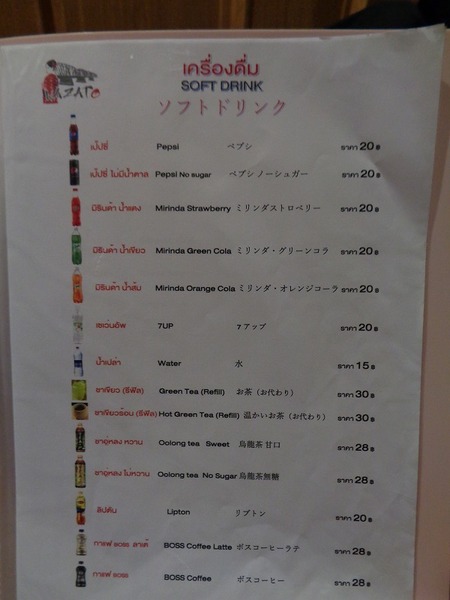 AZATO
เครื่องดื่ม
SOFT DRINK
ソフトドリンク
เป๊ปซี่ Pepsi ペプシ ราคา 20 ฿
เป๊ปซี่ ไม่มีน้ำตาล Pepsi No sugar ペプシ ノーシュガー ราคา 20 ฿
มิรินด้า น้ำแดง Mirinda Strawberry ミリンダストロベリー ราคา 20 ฿
มิรินด้า น้ำเขียว Mirinda Green Cola ミリンダ・グリーンコラ ราคา 20 ฿
มิรินด้า น้ำส้ม Mirinda Orange Cola ミリンダ・オレンジコーラ ราคา 20 ฿
เซเว่นอัพ 7UP 7 アップ ราคา 20 ฿
น้ำเปล่า Water 水 ราคา 15 ฿
ชาเขียว (รีฟิล) Green Tea (Refill) お茶（お代わり） ราคา 30 ฿
ชาเขียวร้อน (รีฟิล) Hot Green Tea (Refill) 温かいお茶（お代わり） ราคา 30 ฿
ชาอู่หลง หวาน Oolong tea Sweet 烏龍茶 甘口 ราคา 28 ฿
ชาอู่หลง ไม่หวาน Oolong tea No Sugar 烏龍茶無糖 ราคา 28 ฿
ลิปตัน Lipton リプトン ราคา 20 ฿
กาแฟ BOSS ลาเต้ BOSS Coffee Latte ボスコーヒーラテ ราคา 28 ฿
กาแฟ BOSS BOSS Coffee ボスコーヒー ราคา 28 ฿